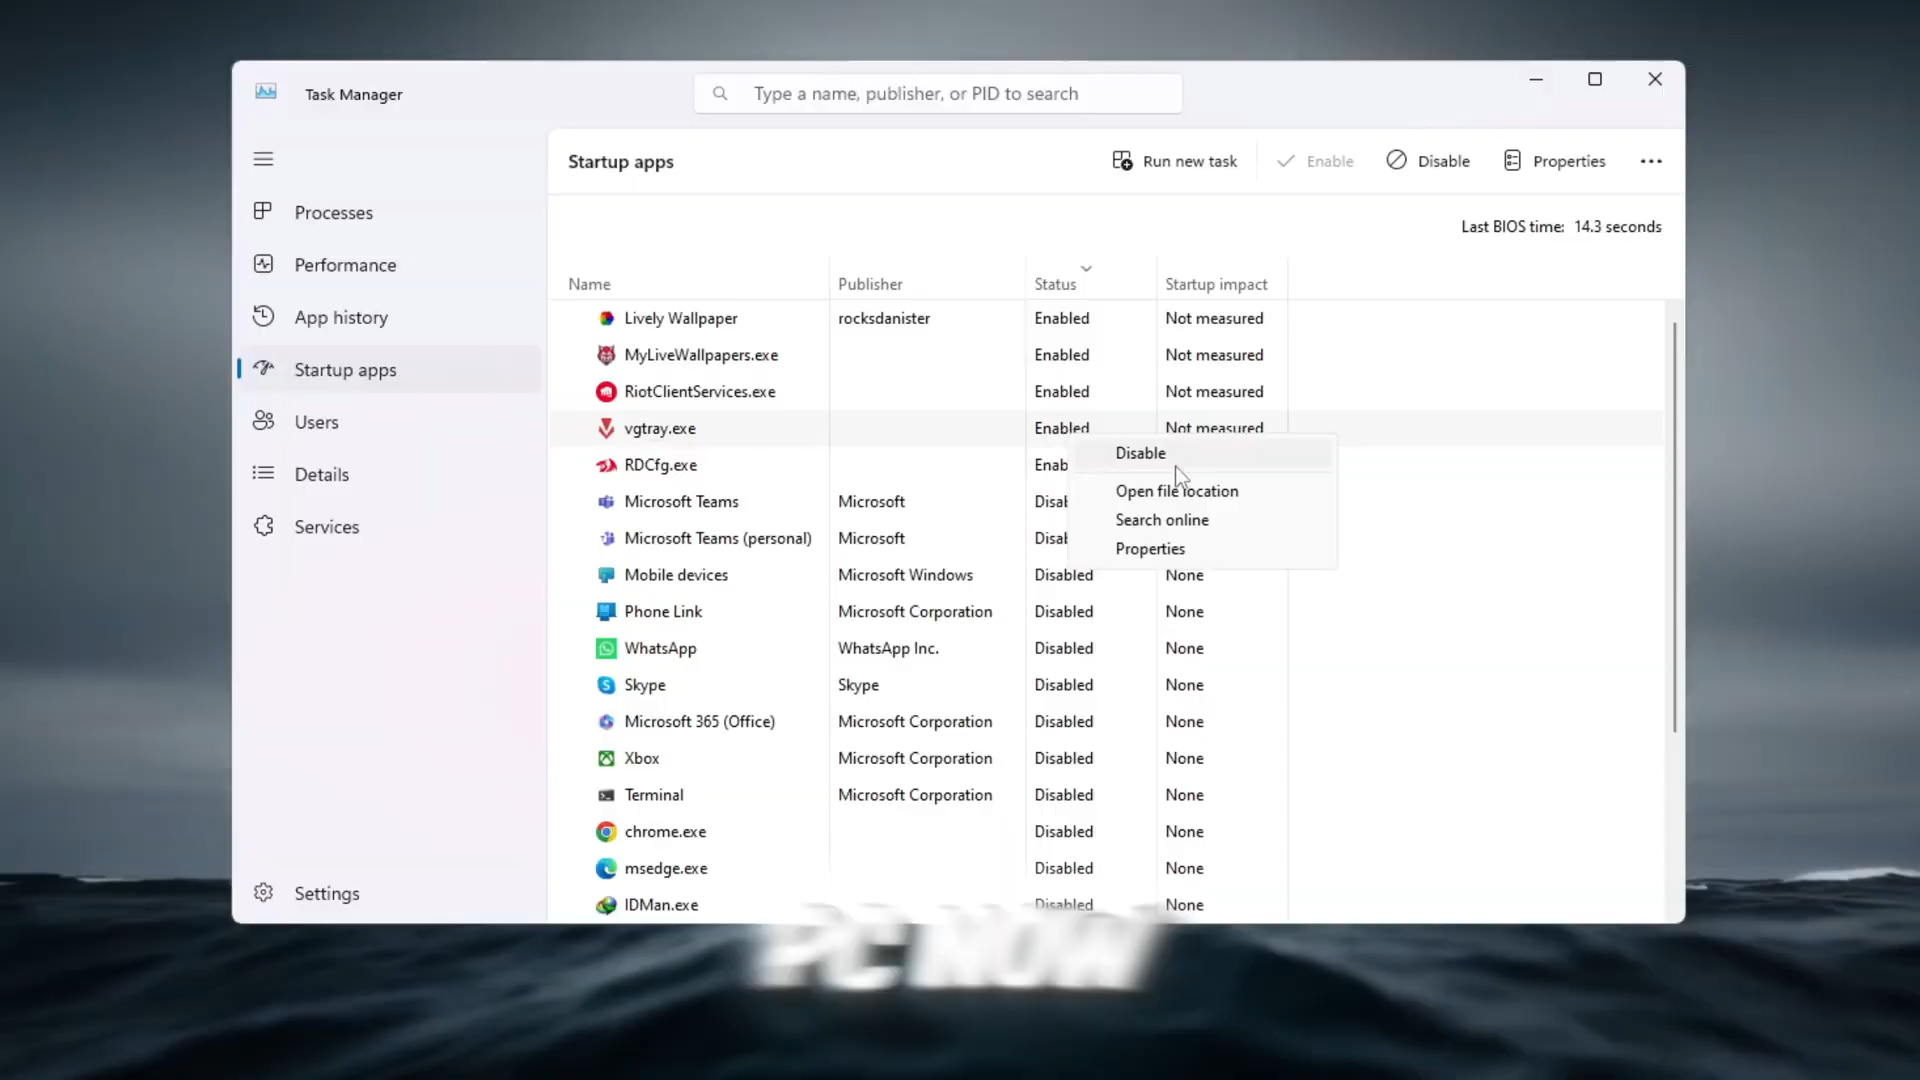 Task Manager
Type a name, publisher, or PID to search
Startup apps
Run new task
Enable
Disable
Properties
Last BIOS time: 14.3 seconds
Processes
Performance
App history
Startup apps
Users
Details
Services
Settings
Name Publisher Status Startup impact
Lively Wallpaper rocksdanister Enabled Not measured
MyLiveWallpapers.exe Enabled Not measured
RiotClientServices.exe Enabled Not measured
vgtray.exe Enabled Not measured
RDCfg.exe Enab
Microsoft Teams Microsoft Disab
Microsoft Teams (personal) Microsoft Disab
Mobile devices Microsoft Windows Disabled None
Phone Link Microsoft Corporation Disabled None
WhatsApp WhatsApp Inc. Disabled None
Skype Skype Disabled None
Microsoft 365 (Office) Microsoft Corporation Disabled None
Xbox Microsoft Corporation Disabled None
Terminal Microsoft Corporation Disabled None
chrome.exe Disabled None
msedge.exe Disabled None
IDMan.exe Disabled None
Disable
Open file location
Search online
Properties
PC NOW